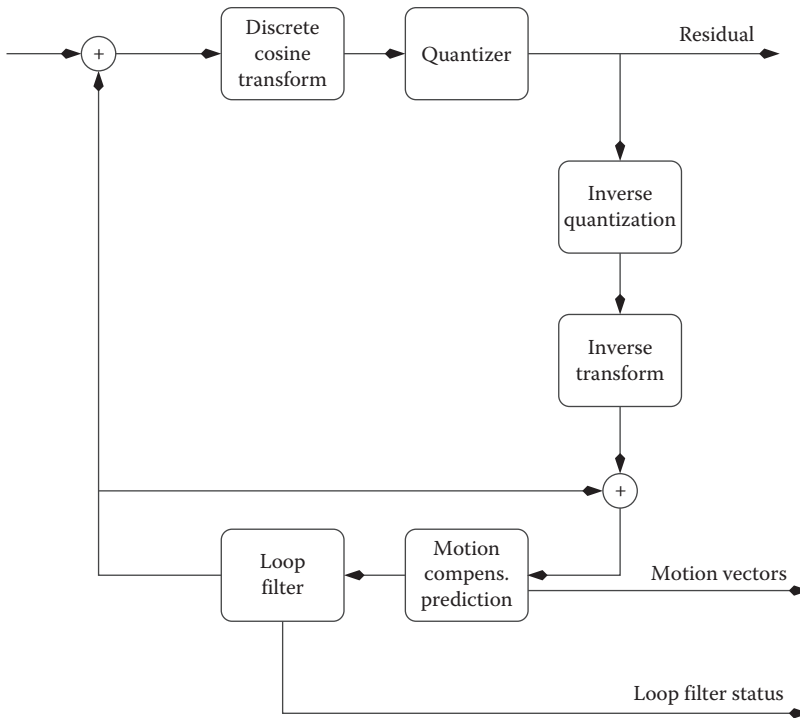 +
Discrete
cosine
transform
Quantizer
Residual
Inverse
quantization
Inverse
transform
+
Loop
filter
Motion
compens.
prediction
Motion vectors
Loop filter status